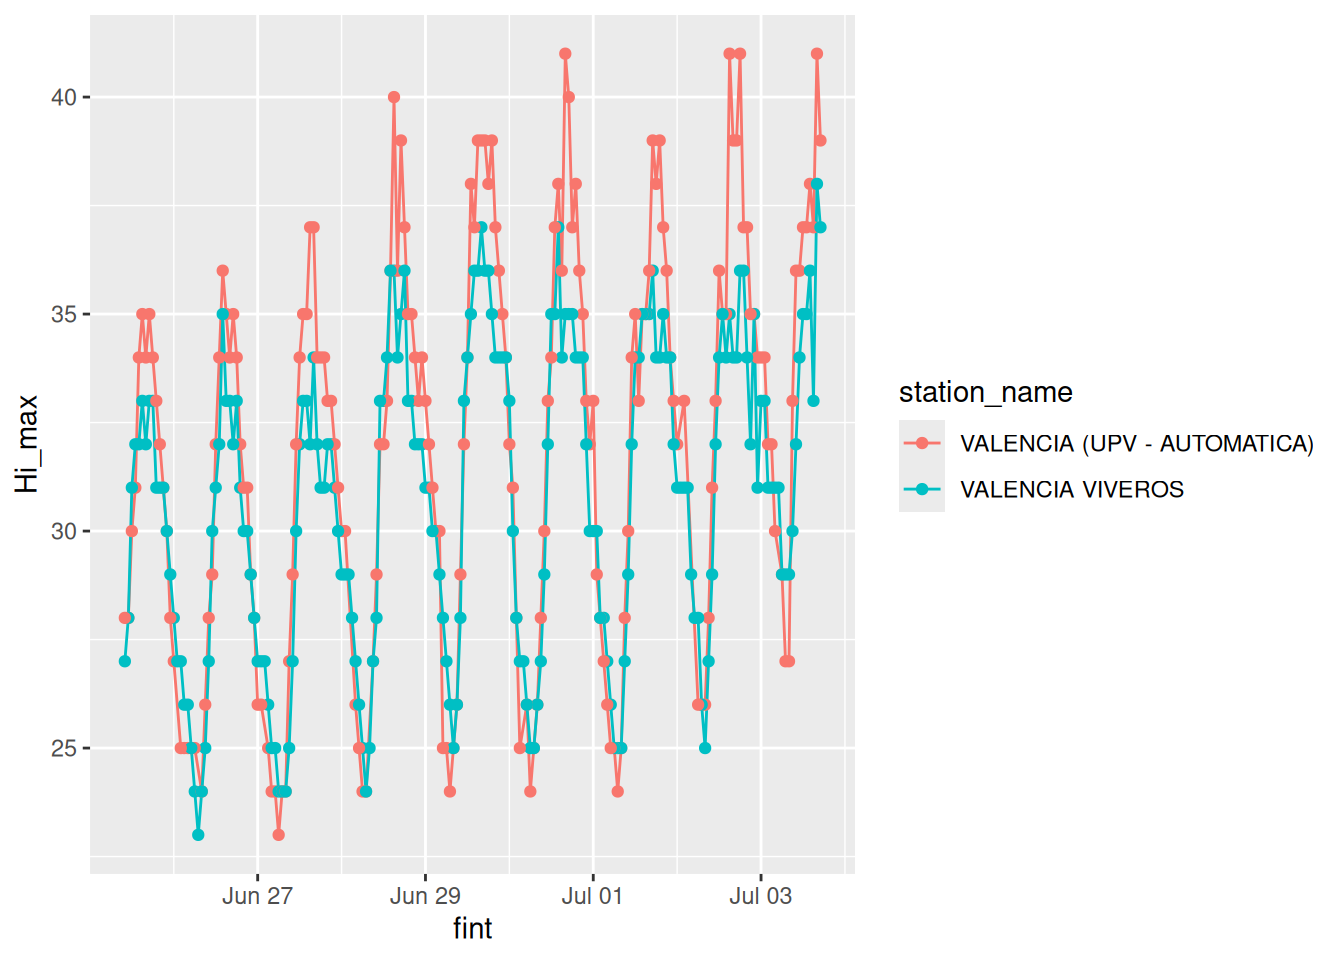 40
35
30
25
Hi_max
Jun 27
Jun 29
Jul 01
Jul 03
fint
station_name
VALENCIA (UPV - AUTOMATICA)
VALENCIA VIVEROS